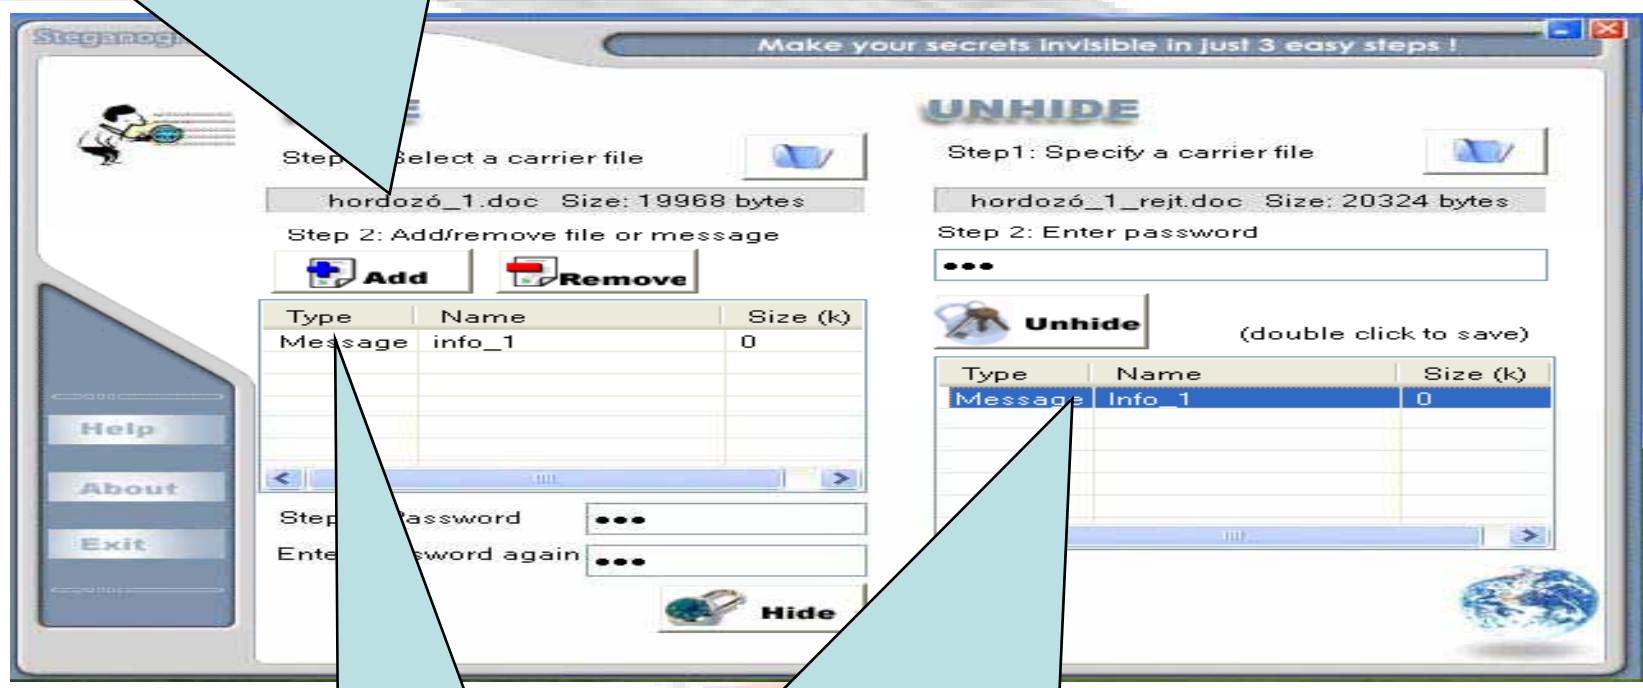 Make your secrets invisible in just 3 easy steps !
UNHIDE
Select a carrier file
hordozó_1.doc Size: 19968 bytes
Step 2: Add/remove file or message
Add
Remove
Type Name Size (k)
Message info_1 0
Password
password again
Hide
Step1: Specify a carrier file
hordozó_1_rejt.doc Size: 20324 bytes
Step 2: Enter password
Unhide
(double click to save)
Type Name Size (k)
Message Info_1 0
Help
About
Exit